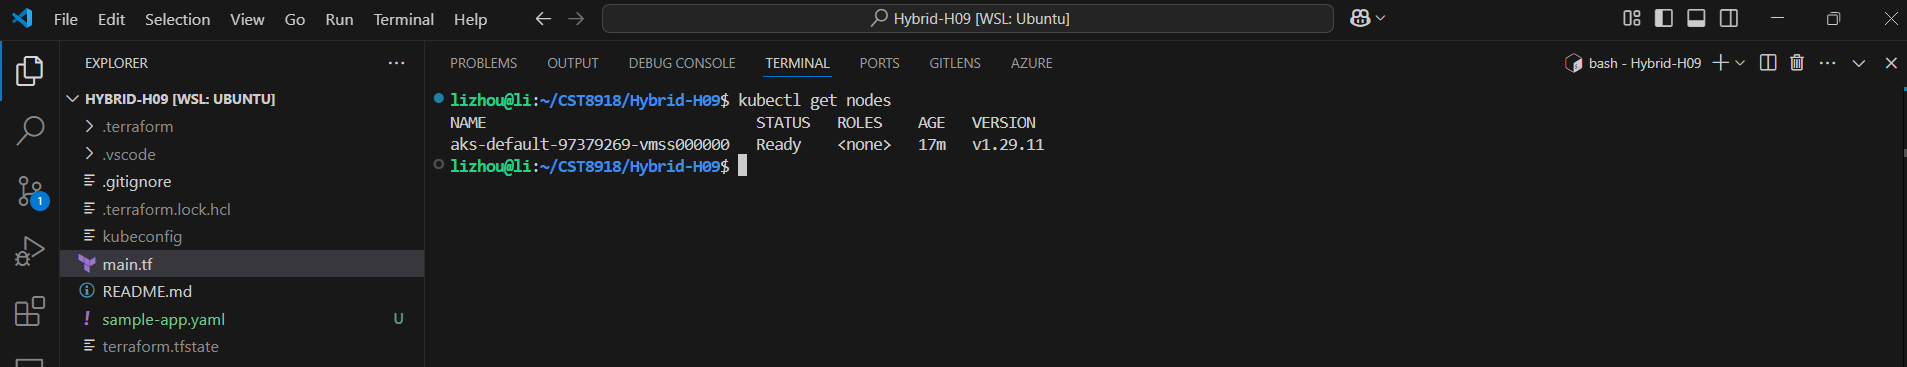 File Edit Selection View Go Run Terminal Help
Hybrid-H09 [WSL: Ubuntu]
EXPLORER
HYBRID-H09 [WSL: UBUNTU]
.terraform
.vscode
.gitignore
.terraform.lock.hcl
kubeconfig
main.tf
README.md
sample-app.yaml U
terraform.tfstate
1
PROBLEMS OUTPUT DEBUG CONSOLE TERMINAL PORTS GITLENS AZURE
bash - Hybrid-H09
lizhou@li:~/CST8918/Hybrid-H09$ kubectl get nodes
NAME STATUS ROLES AGE VERSION
aks-default-97379269-vmss000000 Ready <none> 17m v1.29.11
lizhou@li:~/CST8918/Hybrid-H09$